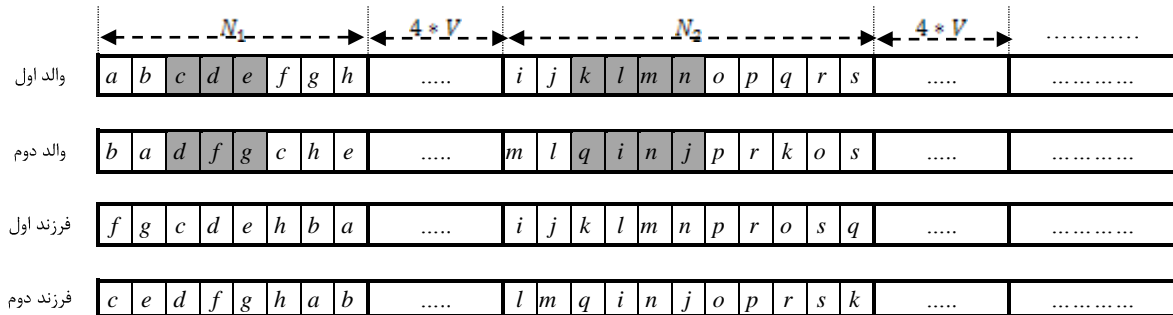 N₁ 4 * V N₂ 4 * V ............
والد اول a b c d e f g h ..... i j k l m n o p q r s ..... ............
والد دوم b a d f g c h e ..... m l q i n j p r k o s ..... ............
فرزند اول f g c d e h b a ..... i j k l m n p r o s q ..... ............
فرزند دوم c e d f g h a b ..... l m q i n j o p r s k ..... ............